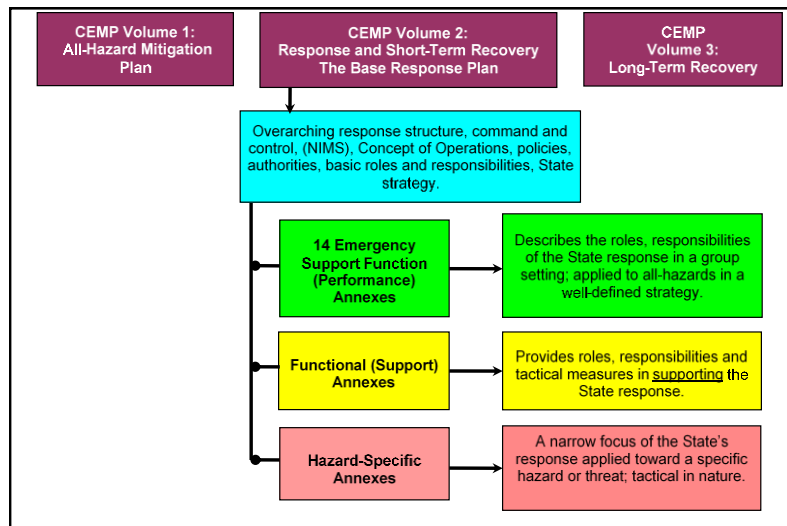 CEMP Volume 1:
All-Hazard Mitigation
Plan
CEMP Volume 2:
Response and Short-Term Recovery
The Base Response Plan
CEMP
Volume 3:
Long-Term Recovery
Overarching response structure, command and
control, (NIMS), Concept of Operations, policies,
authorities, basic roles and responsibilities, State
strategy.
14 Emergency
Support Function
(Performance)
Annexes
Describes the roles, responsibilities
of the State response in a group
setting; applied to all-hazards in a
well-defined strategy.
Functional (Support)
Annexes
Provides roles, responsibilities and
tactical measures in supporting the
State response.
Hazard-Specific
Annexes
A narrow focus of the State's
response applied toward a specific
hazard or threat; tactical in nature.